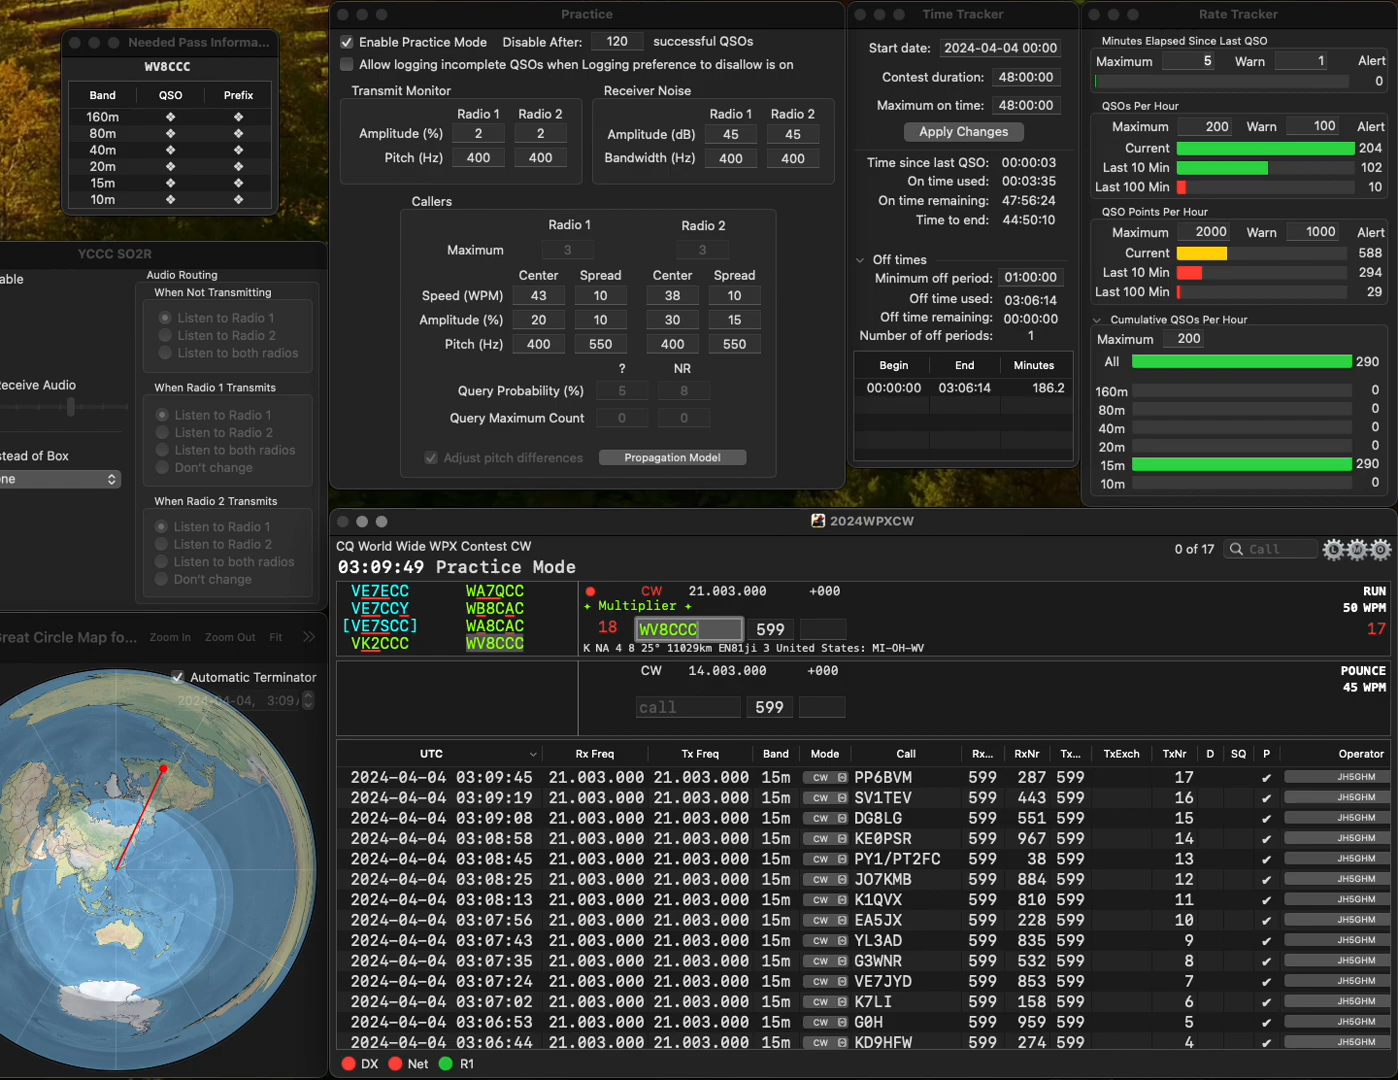 Needed Pass Informa...
WV8CCC
Band QSO Prefix
160m ❖ ❖
80m ❖ ❖
40m ❖ ❖
20m ❖ ❖
15m ❖ ❖
10m ❖ ❖
YCCC SO2R
able
Audio Routing
When Not Transmitting
Listen to Radio 1
Listen to Radio 2
Listen to both radios
eceive Audio
When Radio 1 Transmits
Listen to Radio 1
Listen to Radio 2
Listen to both radios
Don't change
stead of Box
ne
When Radio 2 Transmits
Listen to Radio 1
Listen to Radio 2
Listen to both radios
Don't change
reat Circle Map fo... Zoom In Zoom Out Fit »
Automatic Terminator
2024-04-04, 3:09
Practice
Enable Practice Mode Disable After: 120 successful QSOs
Allow logging incomplete QSOs when Logging preference to disallow is on
Transmit Monitor
Radio 1 Radio 2
Amplitude (%) 2 2
Pitch (Hz) 400 400
Receiver Noise
Radio 1 Radio 2
Amplitude (dB) 45 45
Bandwidth (Hz) 400 400
Callers
Radio 1 Radio 2
Maximum 3 3
Center Spread Center Spread
Speed (WPM) 43 10 38 10
Amplitude (%) 20 10 30 15
Pitch (Hz) 400 550 400 550
? NR
Query Probability (%) 5 8
Query Maximum Count 0 0
Adjust pitch differences Propagation Model
Time Tracker
Start date: 2024-04-04 00:00
Contest duration: 48:00:00
Maximum on time: 48:00:00
Apply Changes
Time since last QSO: 00:00:03
On time used: 00:03:35
On time remaining: 47:56:24
Time to end: 44:50:10
Off times
Minimum off period: 01:00:00
Off time used: 03:06:14
Off time remaining: 00:00:00
Number of off periods: 1
Begin End Minutes
00:00:00 03:06:14 186.2
Rate Tracker
Minutes Elapsed Since Last QSO
Maximum 5 Warn 1 Alert
0
QSOs Per Hour
Maximum 200 Warn 100 Alert
Current 204
Last 10 Min 102
Last 100 Min 10
QSO Points Per Hour
Maximum 2000 Warn 1000 Alert
Current 588
Last 10 Min 294
Last 100 Min 29
Cumulative QSOs Per Hour
Maximum 200
All 290
160m 0
80m 0
40m 0
20m 0
15m 290
10m 0
2024WPXCW
CQ World Wide WPX Contest CW 0 of 17 Call L M O
03:09:49 Practice Mode
VE7ECC WA7QCC
VE7CCY WB8CAC
[VE7SCC] WA8CAC
VK2CCC WV8CCC
CW 21.003.000 +000 RUN
✦ Multiplier ✦ 50 WPM
18 WV8CCC 599 17
K NA 4 8 25° 11029km EN81ji 3 United States: MI-OH-WV
CW 14.003.000 +000 POUNCE
45 WPM
call 599
UTC Rx Freq Tx Freq Band Mode Call Rx... RxNr Tx... TxExch TxNr D SQ P Operator
2024-04-04 03:09:45 21.003.000 21.003.000 15m CW PP6BVM 599 287 599 17 ✔ JH5GHM
2024-04-04 03:09:19 21.003.000 21.003.000 15m CW SV1TEV 599 443 599 16 ✔ JH5GHM
2024-04-04 03:09:08 21.003.000 21.003.000 15m CW DG8LG 599 551 599 15 ✔ JH5GHM
2024-04-04 03:08:58 21.003.000 21.003.000 15m CW KE0PSR 599 967 599 14 ✔ JH5GHM
2024-04-04 03:08:45 21.003.000 21.003.000 15m CW PY1/PT2FC 599 38 599 13 ✔ JH5GHM
2024-04-04 03:08:25 21.003.000 21.003.000 15m CW JO7KMB 599 884 599 12 ✔ JH5GHM
2024-04-04 03:08:13 21.003.000 21.003.000 15m CW K1QVX 599 810 599 11 ✔ JH5GHM
2024-04-04 03:07:56 21.003.000 21.003.000 15m CW EA5JX 599 228 599 10 ✔ JH5GHM
2024-04-04 03:07:43 21.003.000 21.003.000 15m CW YL3AD 599 835 599 9 ✔ JH5GHM
2024-04-04 03:07:35 21.003.000 21.003.000 15m CW G3WNR 599 532 599 8 ✔ JH5GHM
2024-04-04 03:07:24 21.003.000 21.003.000 15m CW VE7JYD 599 853 599 7 ✔ JH5GHM
2024-04-04 03:07:02 21.003.000 21.003.000 15m CW K7LI 599 158 599 6 ✔ JH5GHM
2024-04-04 03:06:53 21.003.000 21.003.000 15m CW G0H 599 959 599 5 ✔ JH5GHM
2024-04-04 03:06:44 21.003.000 21.003.000 15m CW KD9HFW 599 274 599 4 ✔ JH5GHM
DX Net R1